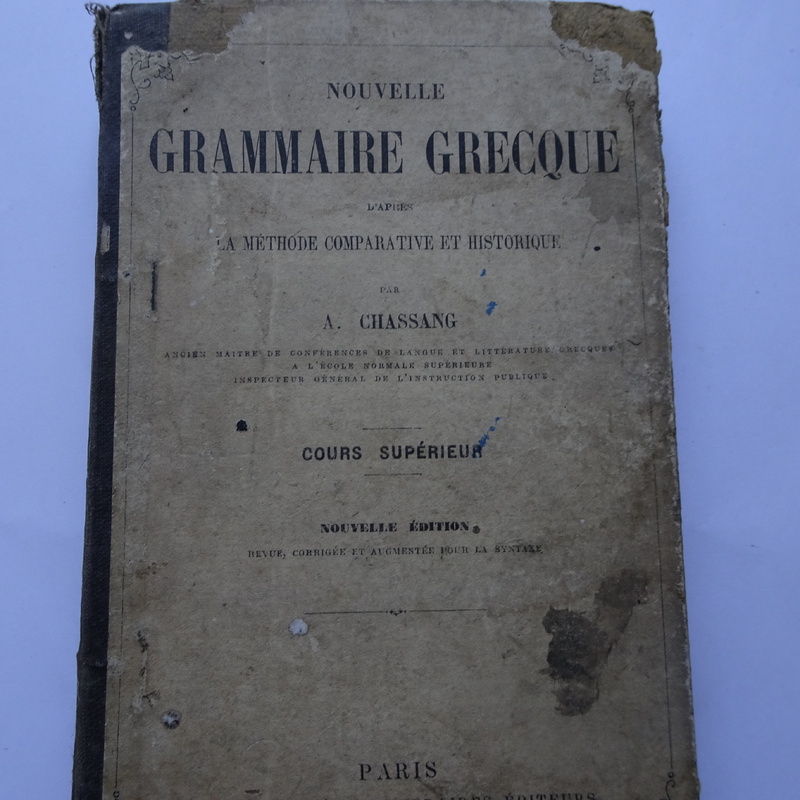 NOUVELLE
GRAMMAIRE GRECQUE
D'APRÈS
LA MÉTHODE COMPARATIVE ET HISTORIQUE
PAR
A. CHASSANG
ANCIEN MAITRE DE CONFÉRENCES DE LANGUE ET LITTÉRATURE GRECQUES
A L'ÉCOLE NORMALE SUPÉRIEURE
INSPECTEUR GÉNÉRAL DE L'INSTRUCTION PUBLIQUE
COURS SUPÉRIEUR
NOUVELLE ÉDITION
REVUE, CORRIGÉE ET AUGMENTÉE POUR LA SYNTAXE
PARIS
ÉDITEURS